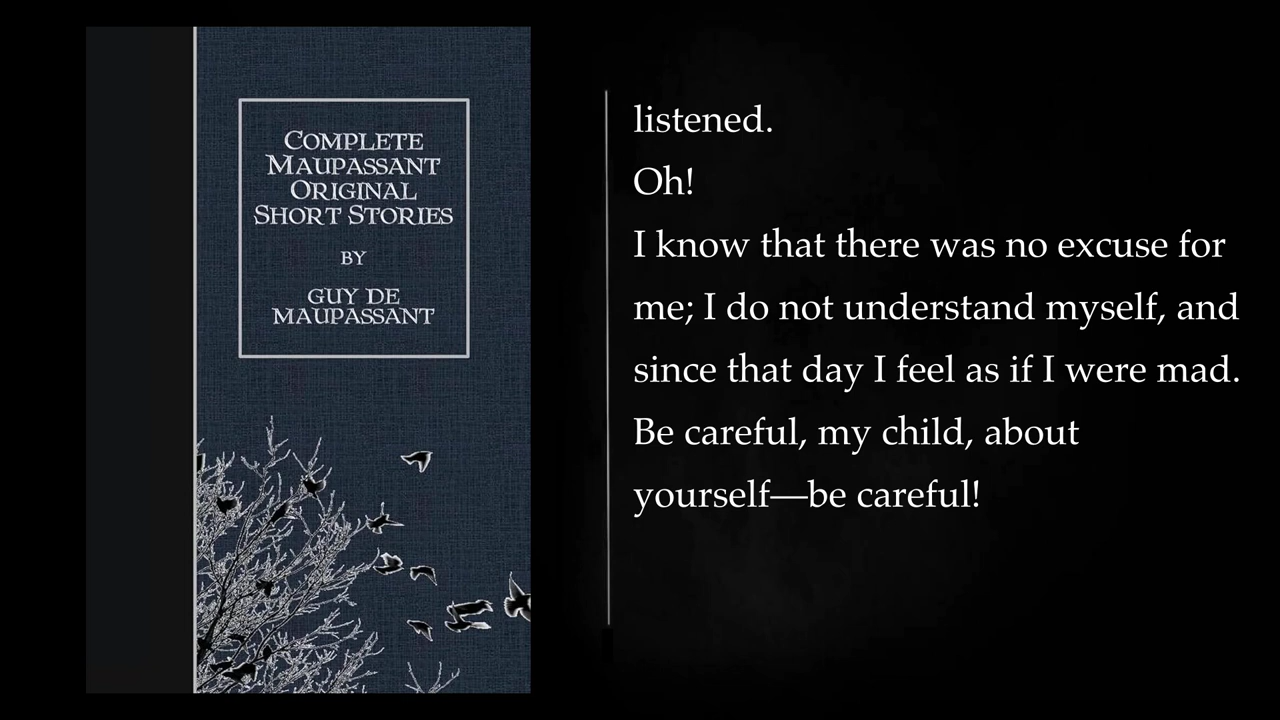 COMPLETE
MAUPASSANT
ORIGINAL
SHORT STORIES
BY
GUY DE
MAUPASSANT
listened.
Oh!
I know that there was no excuse for
me; I do not understand myself, and
since that day I feel as if I were mad.
Be careful, my child, about
yourself—be careful!